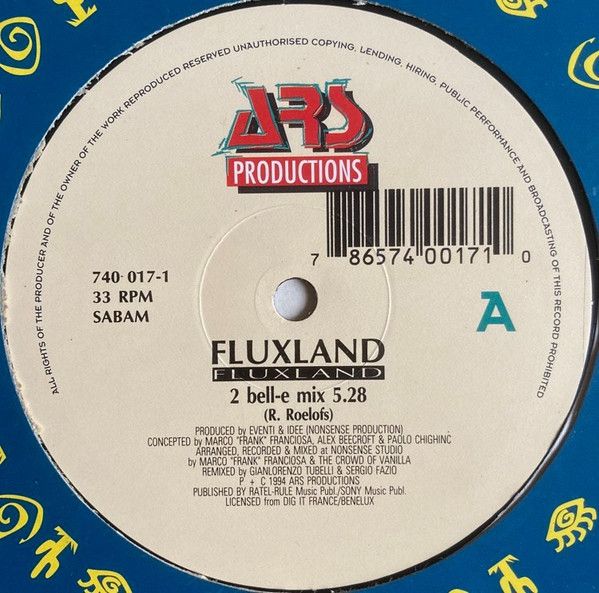 ALL RIGHTS OF THE PRODUCER AND OF THE OWNER OF THE WORK REPRODUCED RESERVED UNAUTHORISED COPYING, LENDING, HIRING, PUBLIC PERFORMANCE AND BROADCASTING OF THIS RECORD PROHIBITED
ARS
PRODUCTIONS
7 86574 00171 0
740 017-1
33 RPM
SABAM
A
FLUXLAND
FLUXLAND
2 bell-e mix 5.28
(R. Roelofs)
PRODUCED by EVENTI & IDEE (NONSENSE PRODUCTION)
CONCEPTED by MARCO "FRANK" FRANCIOSA, ALEX BEECROFT & PAOLO CHIGHINC
ARRANGED, RECORDED & MIXED at NONSENSE STUDIO
by MARCO "FRANK" FRANCIOSA & THE CROWD OF VANILLA
REMIXED by GIANLORENZO TUBELLI & SERGIO FAZIO
P + C 1994 ARS PRODUCTIONS
PUBLISHED BY RATEL-RULE Music Publ./SONY Music Publ.
LICENSED from DIG IT FRANCE/BENELUX